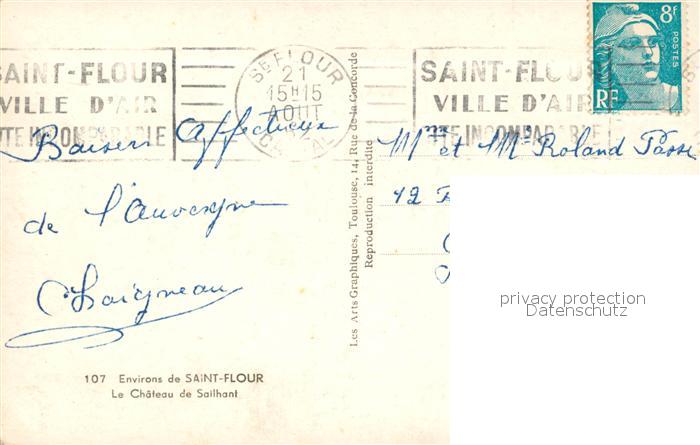 SAINT-FLOUR
VILLE D'AIR
St FLOUR
21
15H15
AOUT
CANTAL
SAINT-FLOUR
VILLE D'AIR
8f
POSTES
RF
Baisers Affectueux
de l'Auvergne
Chaigneau
107 Environs de SAINT-FLOUR
Le Château de Sailhant
Les Arts Graphiques, Toulouse, 14, Rue de la Concorde
Reproduction interdite
Mme et Mr Roland
12
privacy protection
Datenschutz